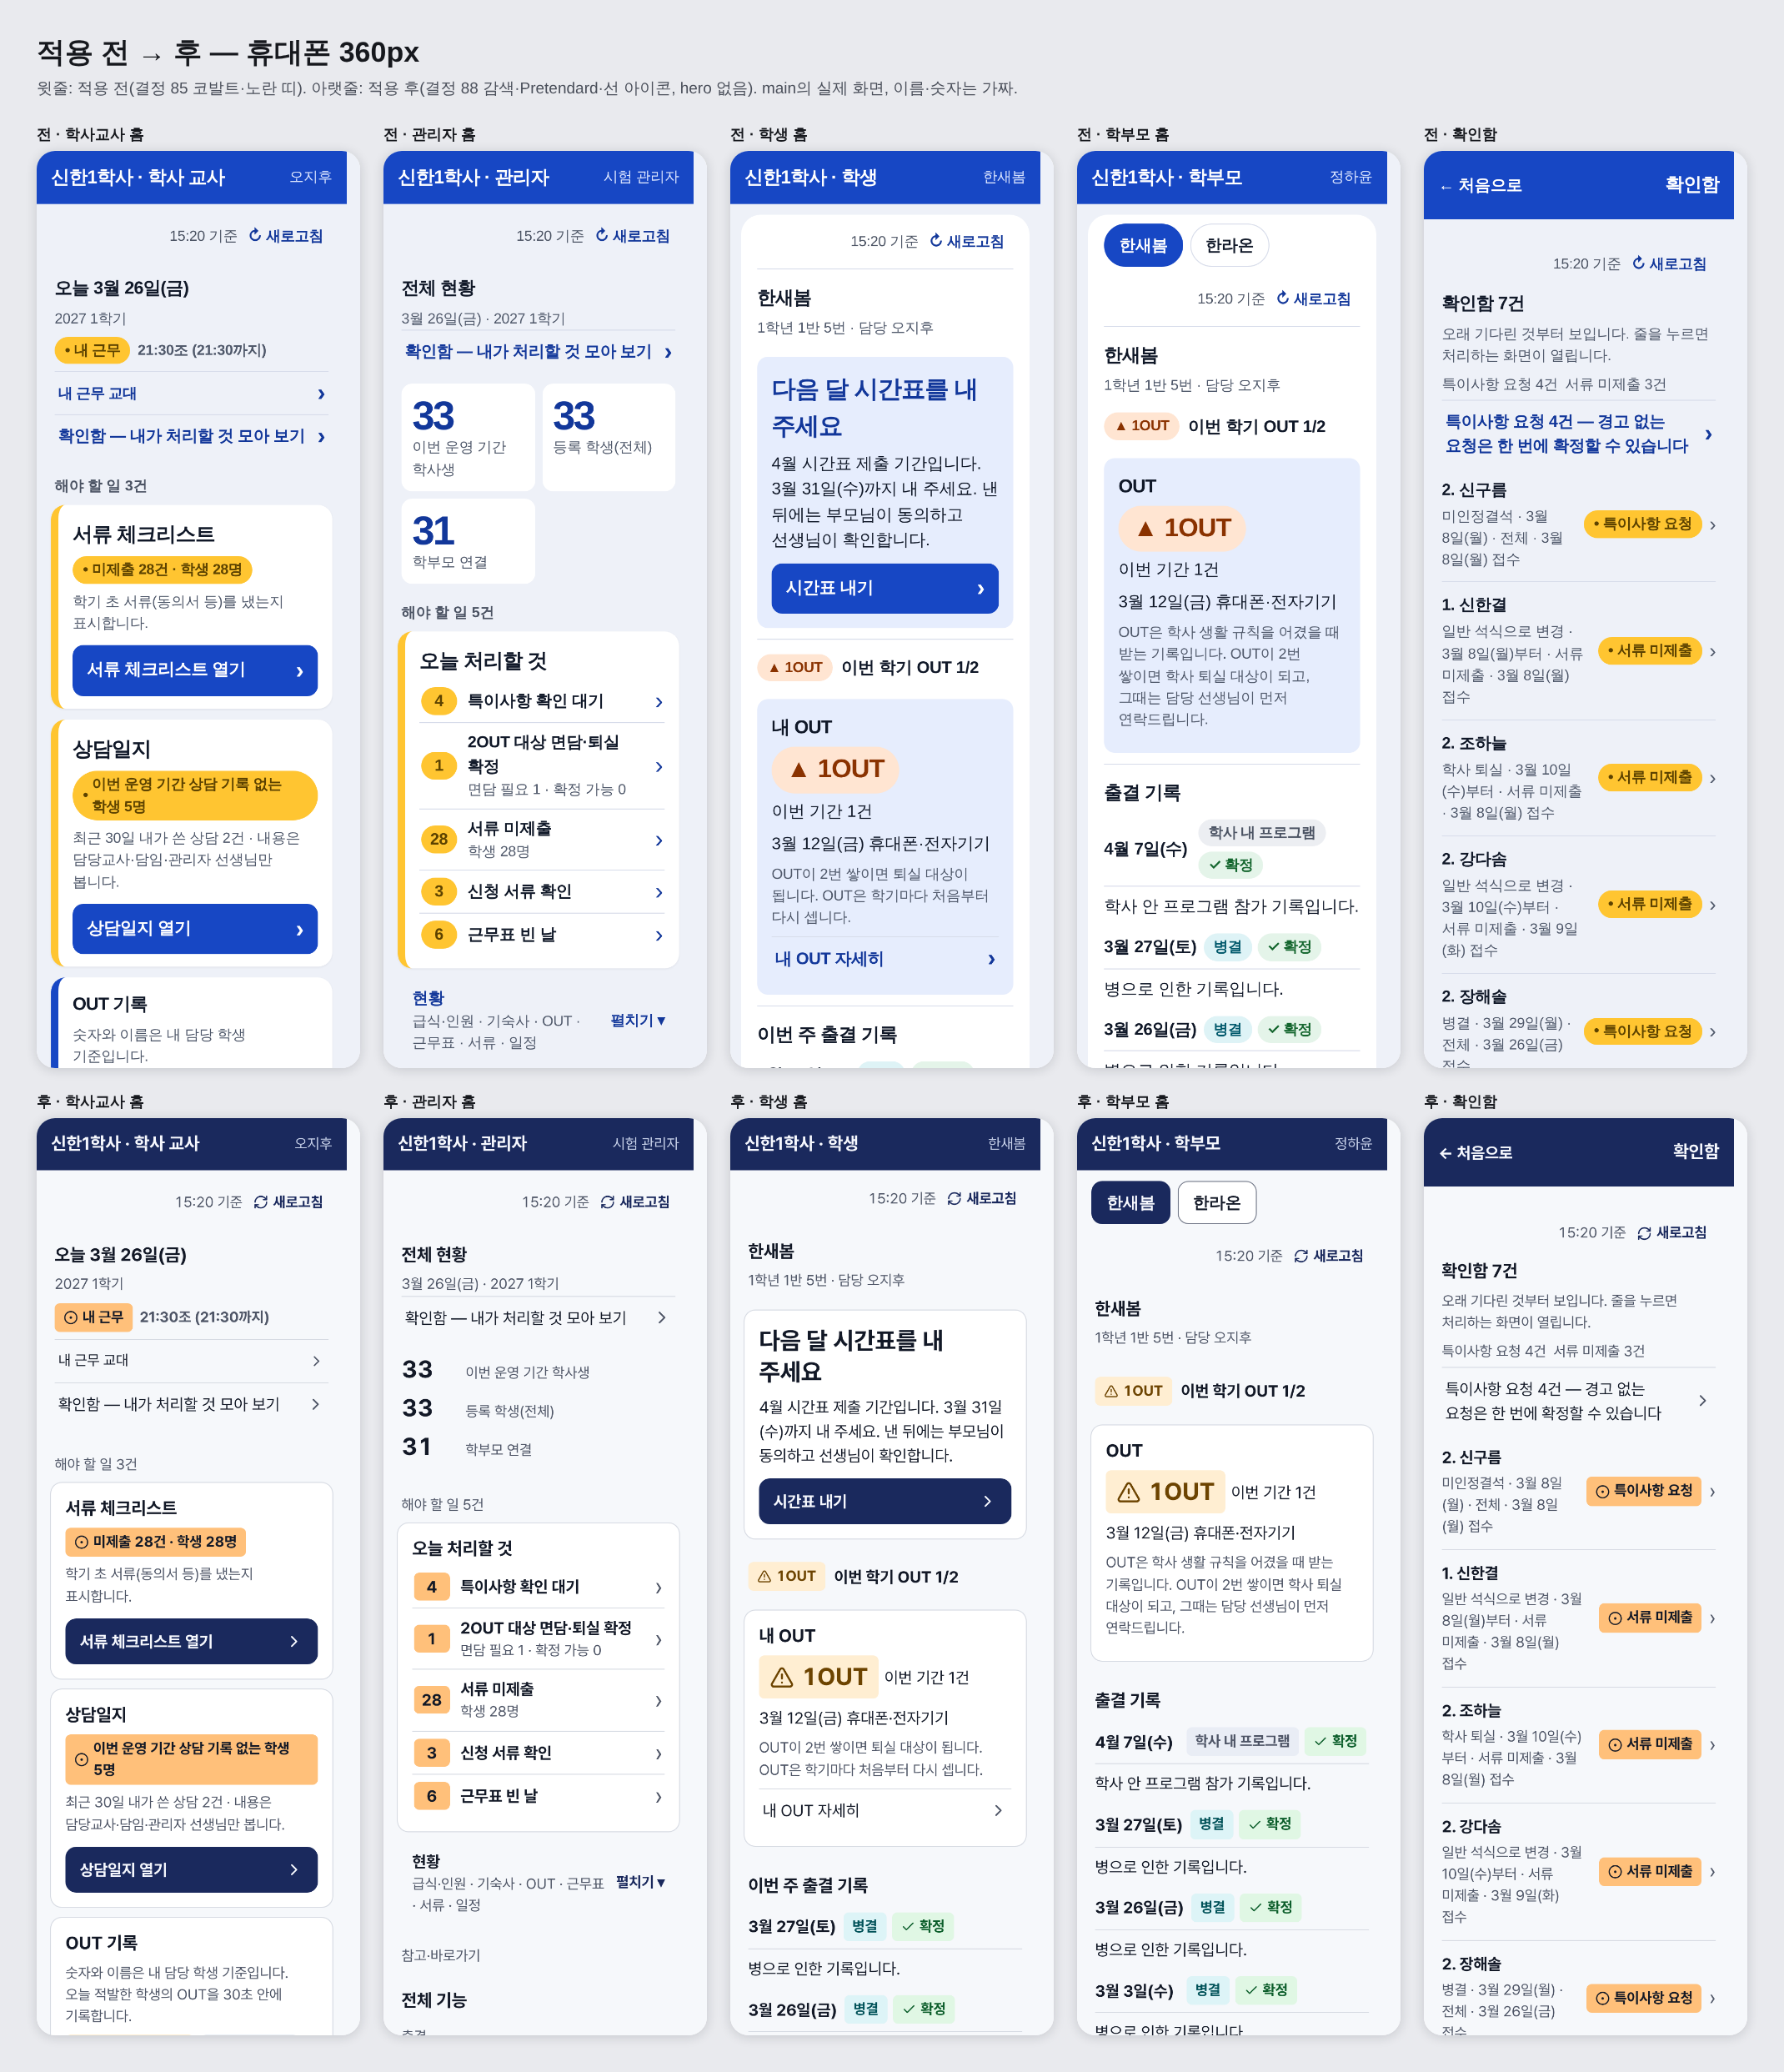 적용 전 → 후 — 휴대폰 360px
윗줄: 적용 전(결정 85 코발트·노란 띠). 아랫줄: 적용 후(결정 88 감색·Pretendard·선 아이콘, hero 없음). main의 실제 화면, 이름·숫자는 가짜.
전 · 학사교사 홈
신한1학사 · 학사 교사 오지후
15:20 기준 새로고침
오늘 3월 26일(금)
2027 1학기
• 내 근무 21:30조 (21:30까지)
내 근무 교대 ›
확인함 — 내가 처리할 것 모아 보기 ›
해야 할 일 3건
서류 체크리스트
• 미제출 28건 · 학생 28명
학기 초 서류(동의서 등)를 냈는지
표시합니다.
서류 체크리스트 열기 ›
상담일지
• 이번 운영 기간 상담 기록 없는
학생 5명
최근 30일 내가 쓴 상담 2건 · 내용은
담당교사·담임·관리자 선생님만
봅니다.
상담일지 열기 ›
OUT 기록
숫자와 이름은 내 담당 학생
기준입니다.
전 · 관리자 홈
신한1학사 · 관리자 시험 관리자
15:20 기준 새로고침
전체 현황
3월 26일(금) · 2027 1학기
확인함 — 내가 처리할 것 모아 보기 ›
33
이번 운영 기간
학사생
33
등록 학생(전체)
31
학부모 연결
해야 할 일 5건
오늘 처리할 것
4 특이사항 확인 대기 ›
1 2OUT 대상 면담·퇴실
확정 ›
면담 필요 1 · 확정 가능 0
28 서류 미제출 ›
학생 28명
3 신청 서류 확인 ›
6 근무표 빈 날 ›
현황
급식·인원 · 기숙사 · OUT · 펼치기 ▾
근무표 · 서류 · 일정
전 · 학생 홈
신한1학사 · 학생 한새봄
15:20 기준 새로고침
한새봄
1학년 1반 5번 · 담당 오지후
다음 달 시간표를 내
주세요
4월 시간표 제출 기간입니다.
3월 31일(수)까지 내 주세요. 낸
뒤에는 부모님이 동의하고
선생님이 확인합니다.
시간표 내기 ›
▲ 1OUT 이번 학기 OUT 1/2
내 OUT
▲ 1OUT
이번 기간 1건
3월 12일(금) 휴대폰·전자기기
OUT이 2번 쌓이면 퇴실 대상이
됩니다. OUT은 학기마다 처음부터
다시 셉니다.
내 OUT 자세히 ›
이번 주 출결 기록
전 · 학부모 홈
신한1학사 · 학부모 정하윤
한새봄 한라온
15:20 기준 새로고침
한새봄
1학년 1반 5번 · 담당 오지후
▲ 1OUT 이번 학기 OUT 1/2
OUT
▲ 1OUT
이번 기간 1건
3월 12일(금) 휴대폰·전자기기
OUT은 학사 생활 규칙을 어겼을 때
받는 기록입니다. OUT이 2번
쌓이면 학사 퇴실 대상이 되고,
그때는 담당 선생님이 먼저
연락드립니다.
출결 기록
4월 7일(수) 학사 내 프로그램
✓ 확정
학사 안 프로그램 참가 기록입니다.
3월 27일(토) 병결 ✓ 확정
병으로 인한 기록입니다.
3월 26일(금) 병결 ✓ 확정
병으로 인한 기록입니다.
전 · 확인함
← 처음으로 확인함
15:20 기준 새로고침
확인함 7건
오래 기다린 것부터 보입니다. 줄을 누르면
처리하는 화면이 열립니다.
특이사항 요청 4건 서류 미제출 3건
특이사항 요청 4건 — 경고 없는
요청은 한 번에 확정할 수 있습니다 ›
2. 신구름
미인정결석 · 3월
8일(월) · 전체 · 3월
8일(월) 접수
• 특이사항 요청 ›
1. 신한결
일반 석식으로 변경 ·
3월 8일(월)부터 · 서류
미제출 · 3월 8일(월)
접수
• 서류 미제출 ›
2. 조하늘
학사 퇴실 · 3월 10일
(수)부터 · 서류 미제출
· 3월 8일(월) 접수
• 서류 미제출 ›
2. 강다솜
일반 석식으로 변경 ·
3월 10일(수)부터 ·
서류 미제출 · 3월 9일
(화) 접수
• 서류 미제출 ›
2. 장해솔
병결 · 3월 29일(월) ·
전체 · 3월 26일(금)
접수
• 특이사항 요청 ›
후 · 학사교사 홈
신한1학사 · 학사 교사 오지후
15:20 기준 새로고침
오늘 3월 26일(금)
2027 1학기
내 근무 21:30조 (21:30까지)
내 근무 교대
확인함 — 내가 처리할 것 모아 보기
해야 할 일 3건
서류 체크리스트
미제출 28건 · 학생 28명
학기 초 서류(동의서 등)를 냈는지
표시합니다.
서류 체크리스트 열기
상담일지
이번 운영 기간 상담 기록 없는 학생
5명
최근 30일 내가 쓴 상담 2건 · 내용은
담당교사·담임·관리자 선생님만 봅니다.
상담일지 열기
OUT 기록
숫자와 이름은 내 담당 학생 기준입니다.
오늘 적발한 학생의 OUT을 30초 안에
기록합니다.
후 · 관리자 홈
신한1학사 · 관리자 시험 관리자
15:20 기준 새로고침
전체 현황
3월 26일(금) · 2027 1학기
확인함 — 내가 처리할 것 모아 보기
33 이번 운영 기간 학사생
33 등록 학생(전체)
31 학부모 연결
해야 할 일 5건
오늘 처리할 것
4 특이사항 확인 대기 ›
1 2OUT 대상 면담·퇴실 확정 ›
면담 필요 1 · 확정 가능 0
28 서류 미제출 ›
학생 28명
3 신청 서류 확인 ›
6 근무표 빈 날 ›
현황
급식·인원 · 기숙사 · OUT · 근무표 펼치기 ▾
· 서류 · 일정
참고·바로가기
전체 기능
출결
후 · 학생 홈
신한1학사 · 학생 한새봄
15:20 기준 새로고침
한새봄
1학년 1반 5번 · 담당 오지후
다음 달 시간표를 내
주세요
4월 시간표 제출 기간입니다. 3월 31일
(수)까지 내 주세요. 낸 뒤에는 부모님이
동의하고 선생님이 확인합니다.
시간표 내기
1OUT 이번 학기 OUT 1/2
내 OUT
1OUT 이번 기간 1건
3월 12일(금) 휴대폰·전자기기
OUT이 2번 쌓이면 퇴실 대상이 됩니다.
OUT은 학기마다 처음부터 다시 셉니다.
내 OUT 자세히
이번 주 출결 기록
3월 27일(토) 병결 ✓ 확정
병으로 인한 기록입니다.
3월 26일(금) 병결 ✓ 확정
후 · 학부모 홈
신한1학사 · 학부모 정하윤
한새봄 한라온
15:20 기준 새로고침
한새봄
1학년 1반 5번 · 담당 오지후
1OUT 이번 학기 OUT 1/2
OUT
1OUT 이번 기간 1건
3월 12일(금) 휴대폰·전자기기
OUT은 학사 생활 규칙을 어겼을 때 받는
기록입니다. OUT이 2번 쌓이면 학사 퇴실
대상이 되고, 그때는 담당 선생님이 먼저
연락드립니다.
출결 기록
4월 7일(수) 학사 내 프로그램 ✓ 확정
학사 안 프로그램 참가 기록입니다.
3월 27일(토) 병결 ✓ 확정
병으로 인한 기록입니다.
3월 26일(금) 병결 ✓ 확정
병으로 인한 기록입니다.
3월 3일(수) 병결 ✓ 확정
병으로 인한 기록입니다.
후 · 확인함
← 처음으로 확인함
15:20 기준 새로고침
확인함 7건
오래 기다린 것부터 보입니다. 줄을 누르면
처리하는 화면이 열립니다.
특이사항 요청 4건 서류 미제출 3건
특이사항 요청 4건 — 경고 없는
요청은 한 번에 확정할 수 있습니다
2. 신구름
미인정결석 · 3월 8일
(월) · 전체 · 3월 8일
(월) 접수
특이사항 요청 ›
1. 신한결
일반 석식으로 변경 · 3월
8일(월)부터 · 서류
미제출 · 3월 8일(월)
접수
서류 미제출 ›
2. 조하늘
학사 퇴실 · 3월 10일(수)
부터 · 서류 미제출 · 3월
8일(월) 접수
서류 미제출 ›
2. 강다솜
일반 석식으로 변경 · 3월
10일(수)부터 · 서류
미제출 · 3월 9일(화)
접수
서류 미제출 ›
2. 장해솔
병결 · 3월 29일(월) ·
전체 · 3월 26일(금)
접수
특이사항 요청 ›